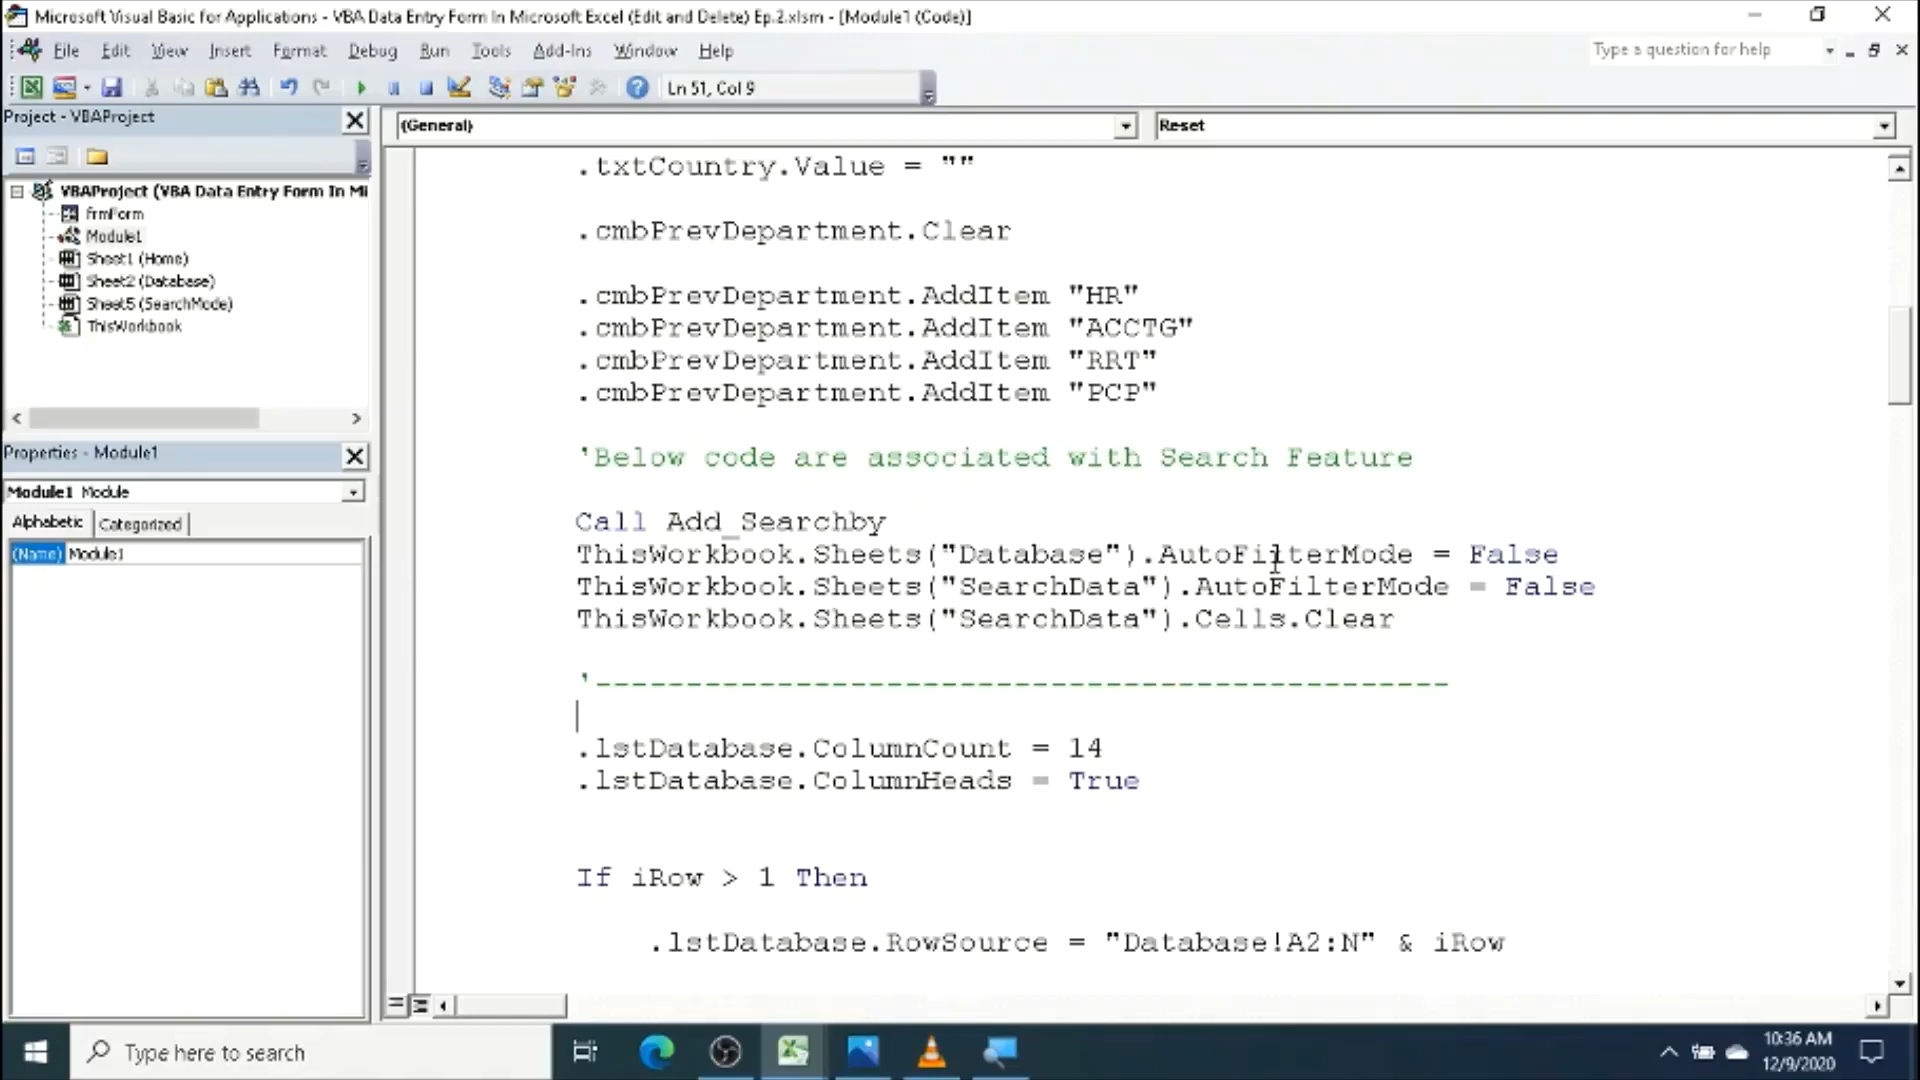 Microsoft Visual Basic for Applications - VBA Data Entry Form In Microsoft Excel (Edit and Delete) Ep.2.xlsm - [Module1 (Code)]
File Edit View Insert Format Debug Run Tools Add-Ins Window Help
Type a question for help
Ln 51, Col 9
Project - VBAProject
VBAProject (VBA Data Entry Form In Mi
frmForm
Module1
Sheet1 (Home)
Sheet2 (Database)
Sheet5 (SearchMode)
ThisWorkbook
Properties - Module1
Module1 Module
Alphabetic Categorized
(Name) Module1
(General) Reset
.txtCountry.Value = ""
.cmbPrevDepartment.Clear
.cmbPrevDepartment.AddItem "HR"
.cmbPrevDepartment.AddItem "ACCTG"
.cmbPrevDepartment.AddItem "RRT"
.cmbPrevDepartment.AddItem "PCP"
'Below code are associated with Search Feature
Call Add_Searchby
ThisWorkbook.Sheets("Database").AutoFilterMode = False
ThisWorkbook.Sheets("SearchData").AutoFilterMode = False
ThisWorkbook.Sheets("SearchData").Cells.Clear
'-----------------------------------------------
.lstDatabase.ColumnCount = 14
.lstDatabase.ColumnHeads = True
If iRow > 1 Then
.lstDatabase.RowSource = "Database!A2:N" & iRow
Type here to search
10:36 AM
12/9/2020